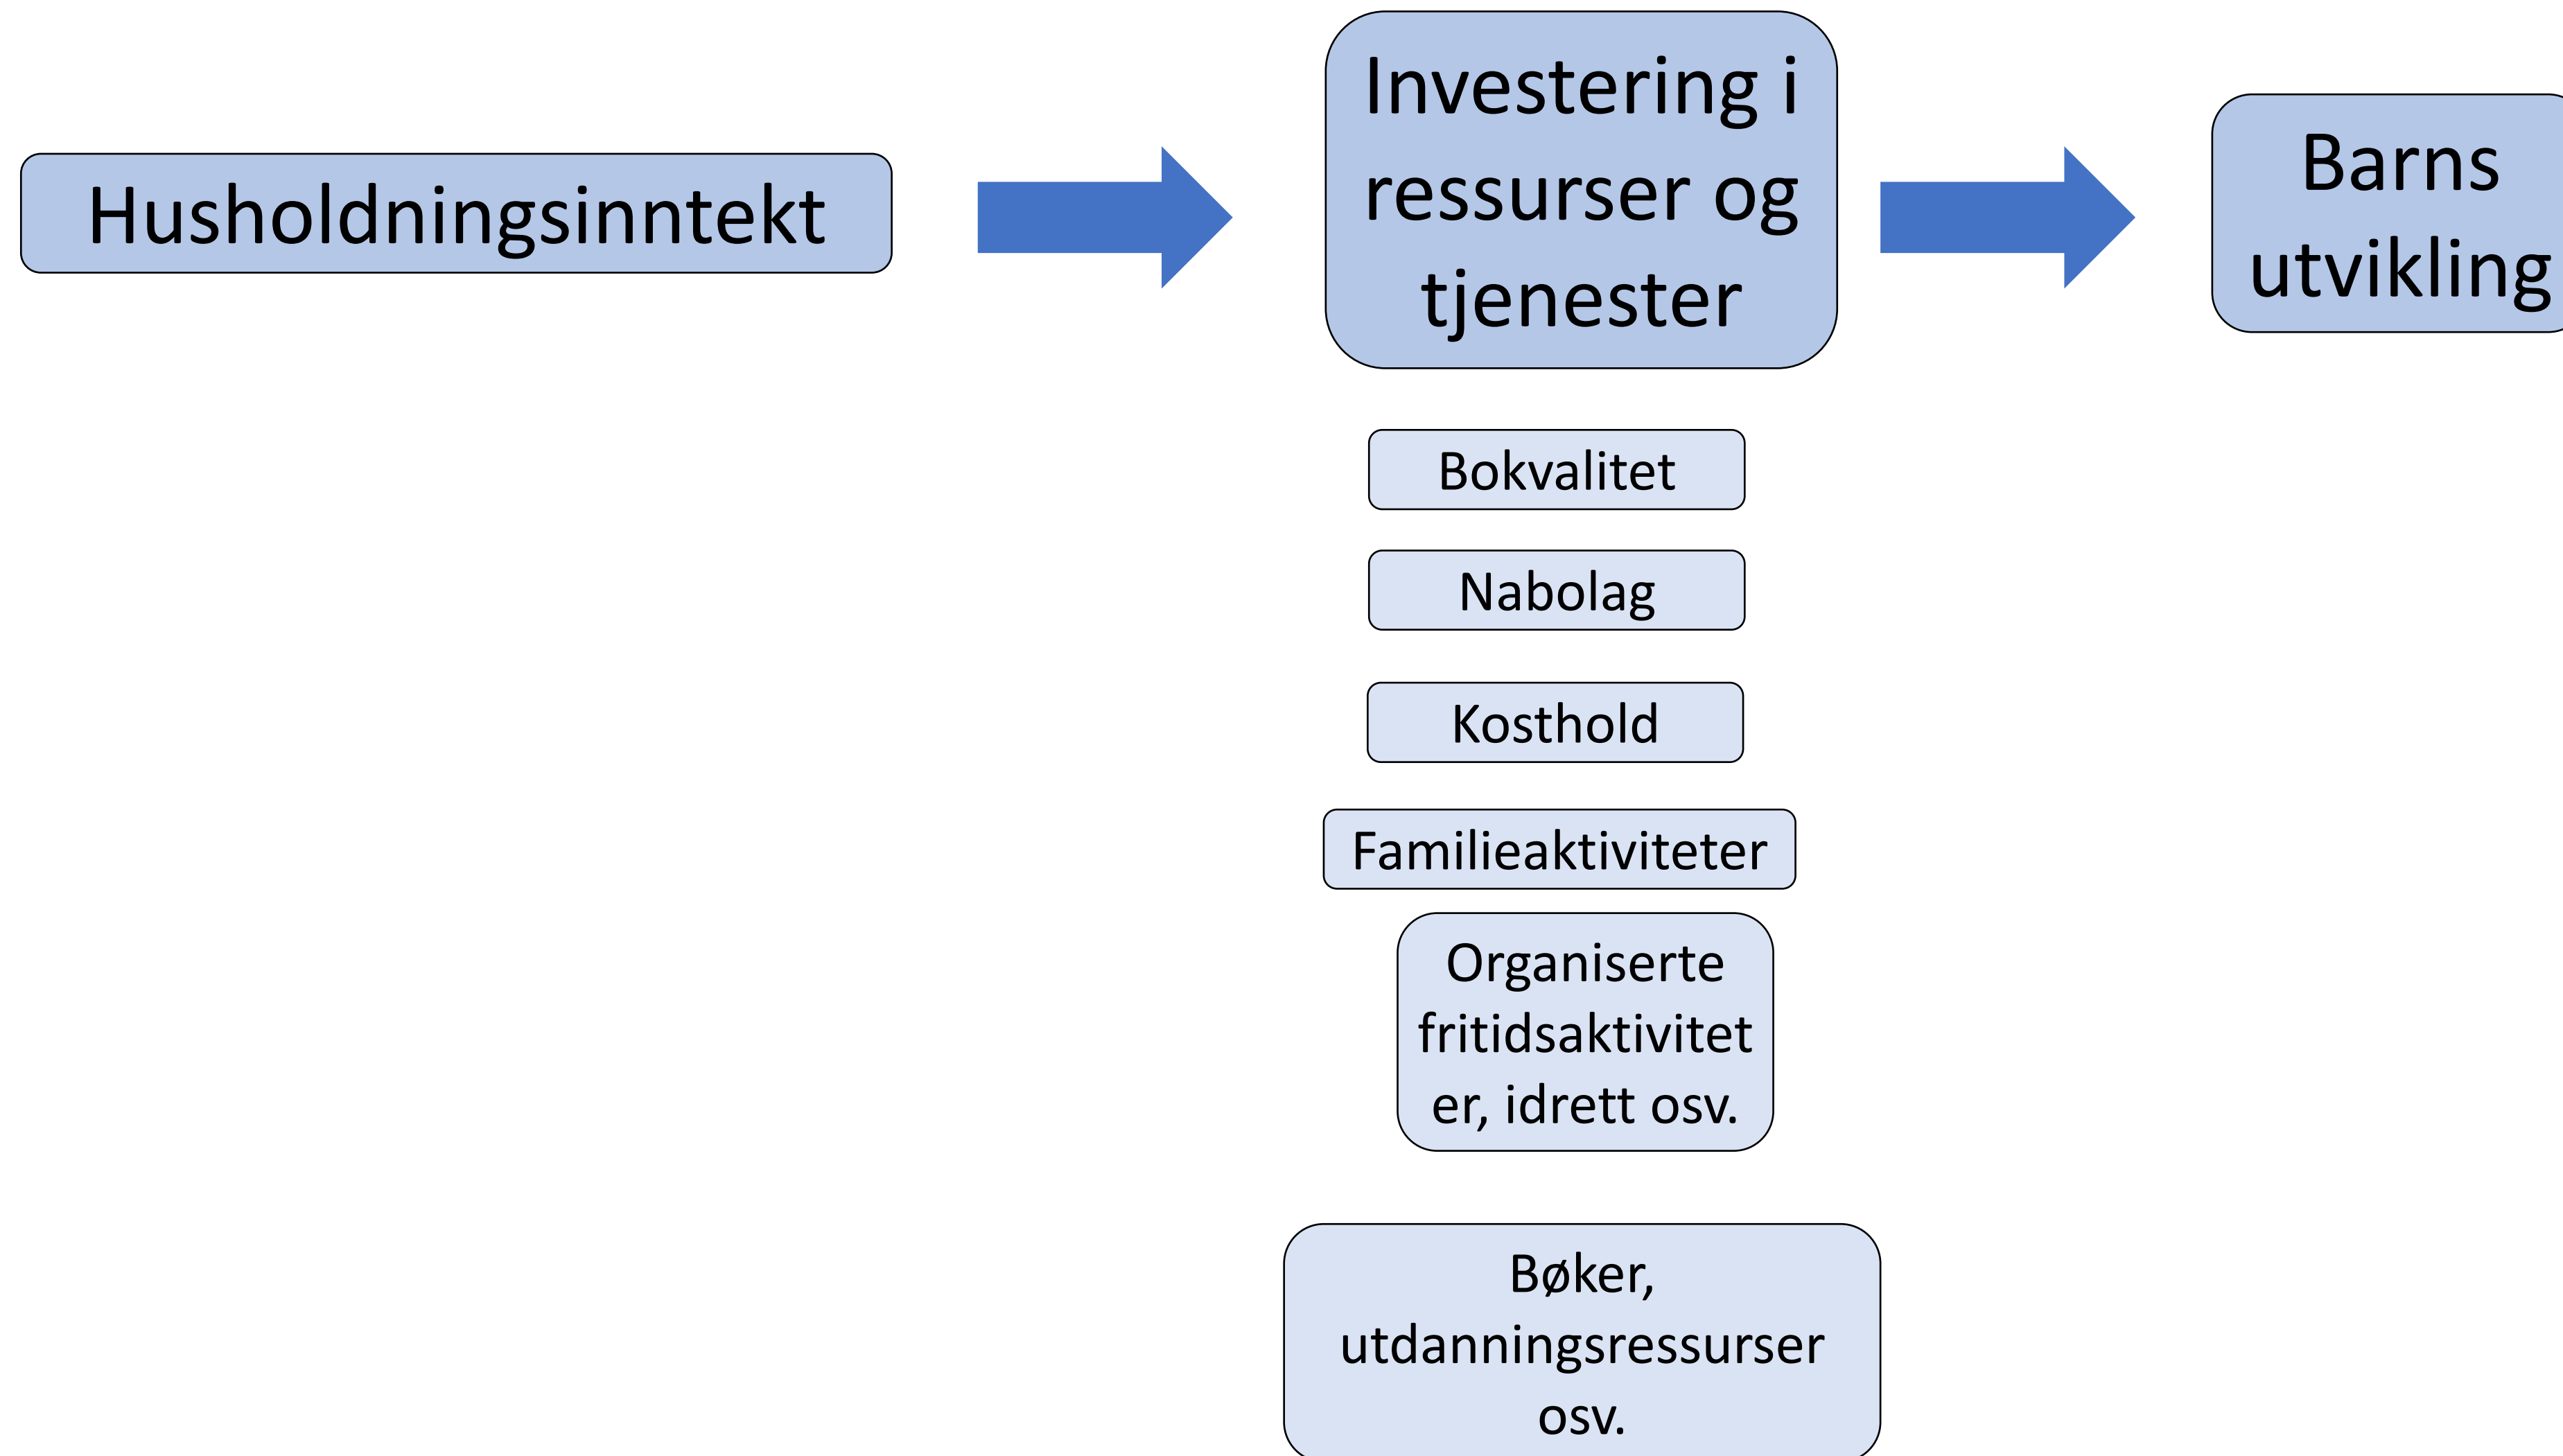 Husholdningsinntekt
Investering i
ressurser og
tjenester
Barns
utvikling
Bokvalitet
Nabolag
Kosthold
Familieaktiviteter
Organiserte
fritidsaktivitet
er, idrett osv.
Bøker,
utdanningsressurser
osv.